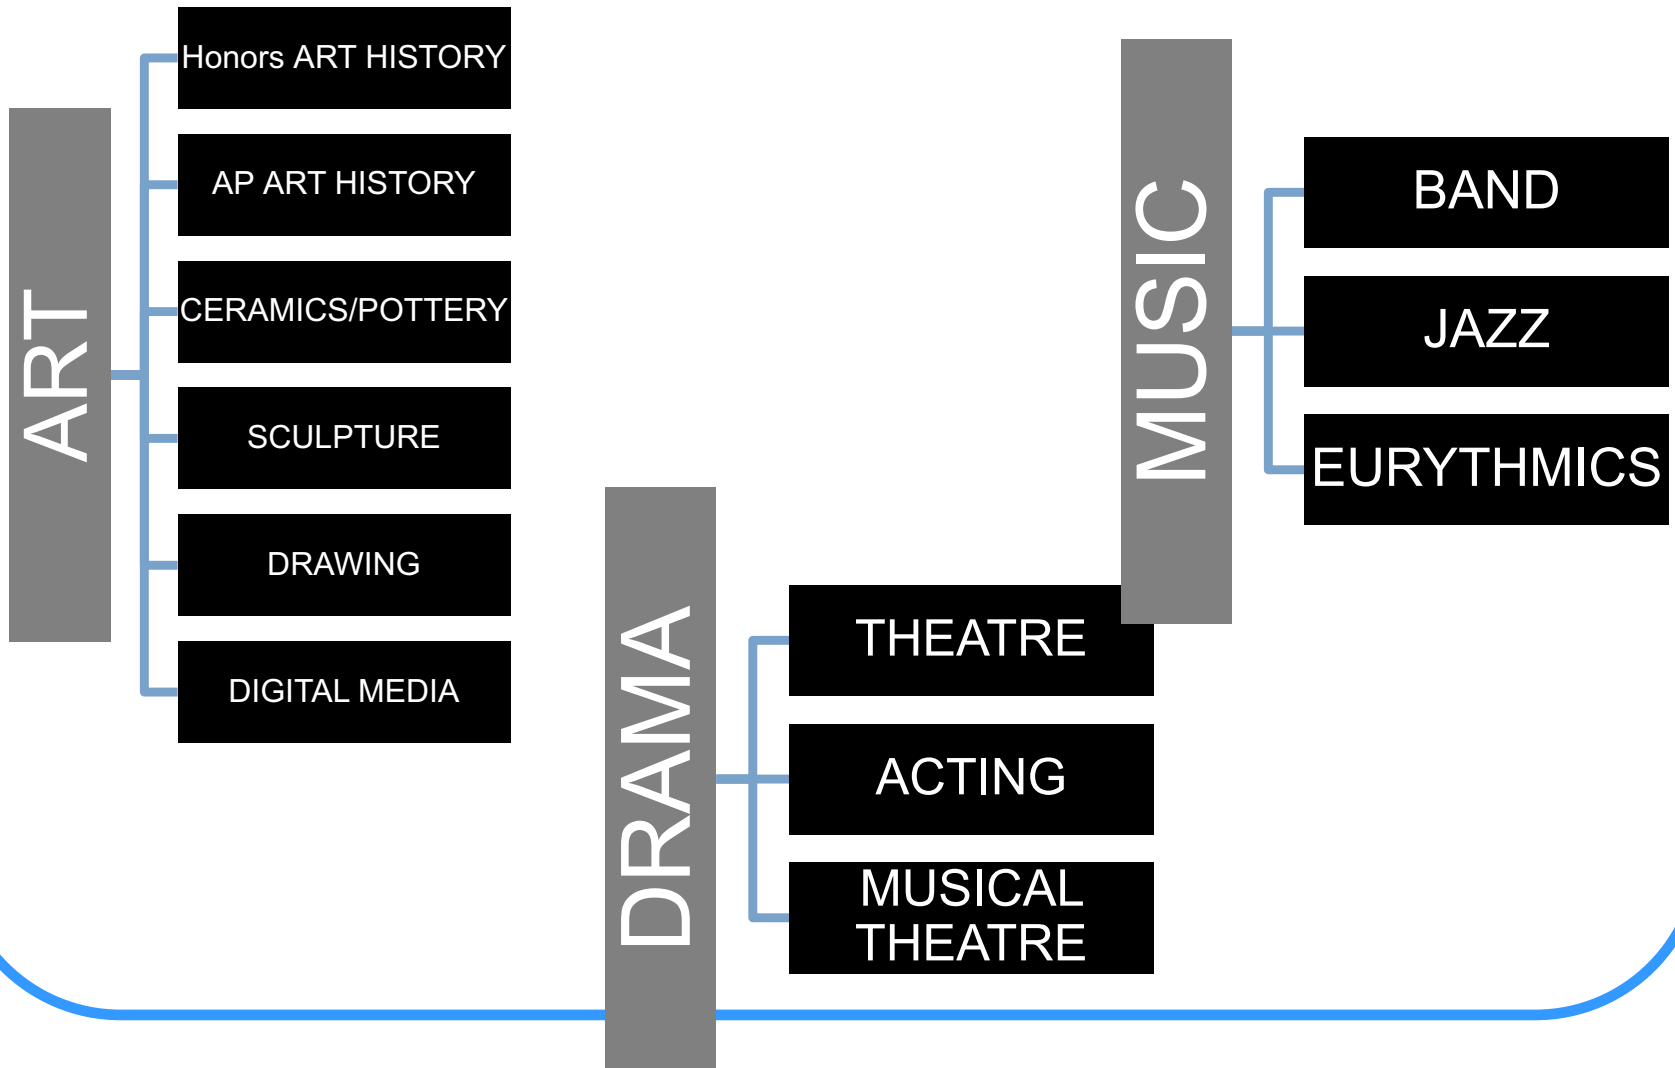 ART
Honors ART HISTORY
AP ART HISTORY
CERAMICS/POTTERY
SCULPTURE
DRAWING
DIGITAL MEDIA
DRAMA
THEATRE
ACTING
MUSICAL
THEATRE
MUSIC
BAND
JAZZ
EURYTHMICS